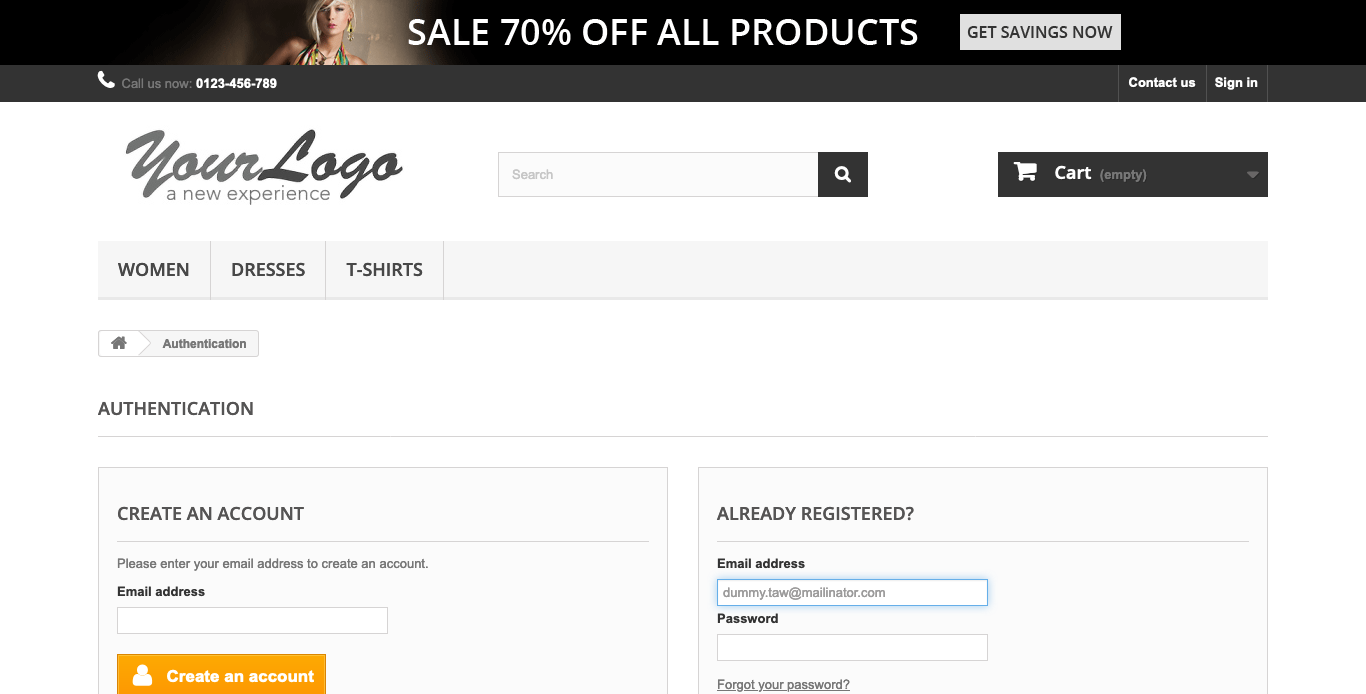 SALE 70% OFF ALL PRODUCTS GET SAVINGS NOW
Call us now: 0123-456-789 Contact us Sign in
YourLogo
a new experience
Search
Cart (empty)
WOMEN DRESSES T-SHIRTS
Authentication
AUTHENTICATION
CREATE AN ACCOUNT
Please enter your email address to create an account.
Email address
Create an account
ALREADY REGISTERED?
Email address
dummy.taw@mailinator.com
Password
Forgot your password?